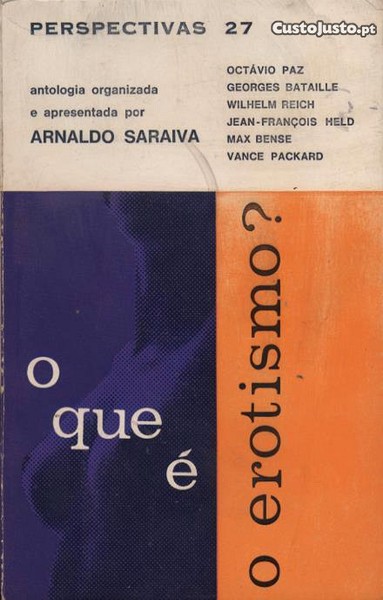 PERSPECTIVAS 27
CustoJusto.pt
antologia organizada
e apresentada por
ARNALDO SARAIVA
OCTÁVIO PAZ
GEORGES BATAILLE
WILHELM REICH
JEAN-FRANÇOIS HELD
MAX BENSE
VANCE PACKARD
o
que
é
o erotismo?